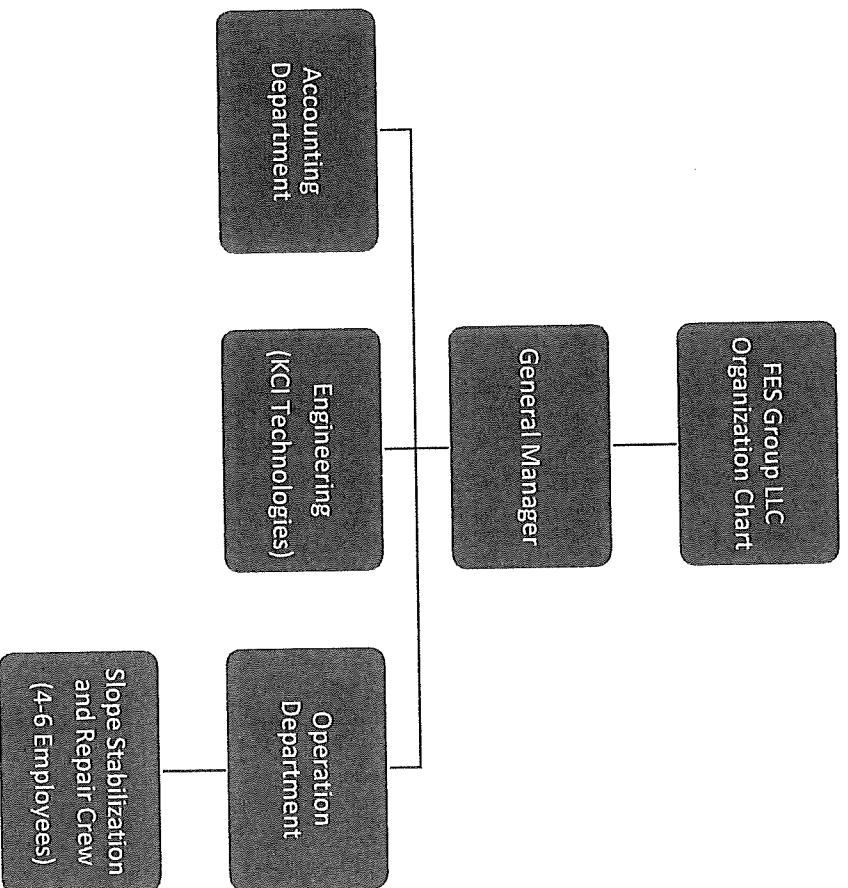 FES Group LLC
Organization Chart
General Manager
Accounting
Department
Engineering
(KCI Technologies)
Operation
Department
Slope Stabilization
and Repair Crew
(4-6 Employees)